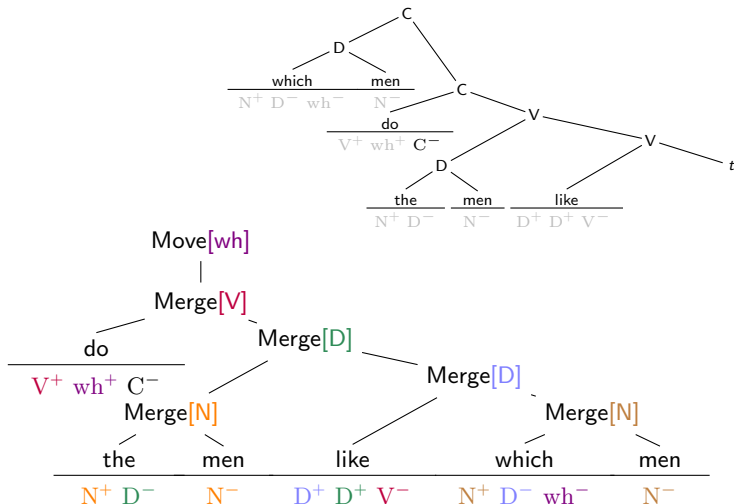 C
D
which men
N⁺ D⁻ wh⁻ N⁻
C
do
V⁺ wh⁺ C⁻
V
D
V
t
the men like
N⁺ D⁻ N⁻ D⁺ D⁺ V⁻
Move[wh]
Merge[V]
do
V⁺ wh⁺ C⁻
Merge[D]
Merge[D]
Merge[N] Merge[N]
the men like which men
N⁺ D⁻ N⁻ D⁺ D⁺ V⁻ N⁺ D⁻ wh⁻ N⁻